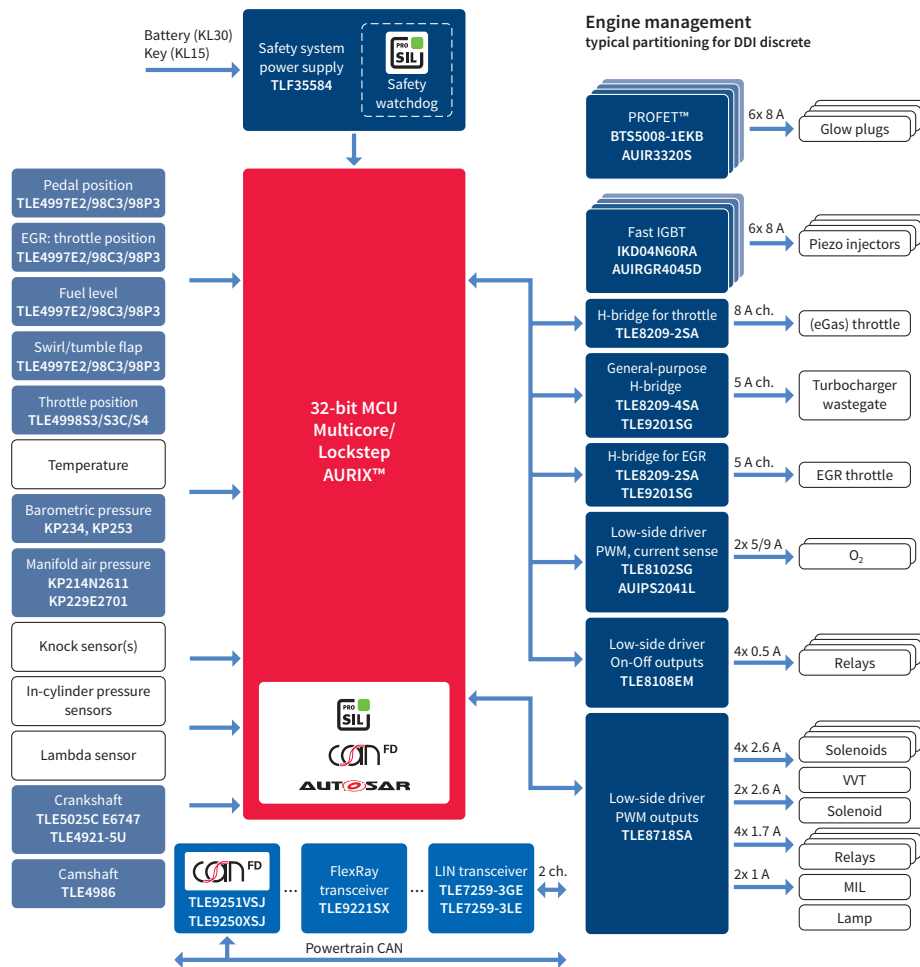 Engine management
typical partitioning for DDI discrete
Battery (KL30)
Key (KL15)
Safety system
power supply
TLF35584
PRO
SIL
Safety
watchdog
Pedal position
TLE4997E2/98C3/98P3
EGR: throttle position
TLE4997E2/98C3/98P3
Fuel level
TLE4997E2/98C3/98P3
Swirl/tumble flap
TLE4997E2/98C3/98P3
Throttle position
TLE4998S3/S3C/S4
Temperature
Barometric pressure
KP234, KP253
Manifold air pressure
KP214N2611
KP229E2701
Knock sensor(s)
In-cylinder pressure
sensors
Lambda sensor
Crankshaft
TLE5025C E6747
TLE4921-5U
Camshaft
TLE4986
32-bit MCU
Multicore/
Lockstep
AURIX™
PRO
SIL
CAN FD
AUTOSAR
PROFET™
BTS5008-1EKB
AUIR3320S
6x 8 A
Glow plugs
Fast IGBT
IKD04N60RA
AUIRGR4045D
6x 8 A
Piezo injectors
H-bridge for throttle
TLE8209-2SA
8 A ch.
(eGas) throttle
General-purpose
H-bridge
TLE8209-4SA
TLE9201SG
5 A ch.
Turbocharger
wastegate
H-bridge for EGR
TLE8209-2SA
TLE9201SG
5 A ch.
EGR throttle
Low-side driver
PWM, current sense
TLE8102SG
AUIPS2041L
2x 5/9 A
O₂
Low-side driver
On-Off outputs
TLE8108EM
4x 0.5 A
Relays
Low-side driver
PWM outputs
TLE8718SA
4x 2.6 A
Solenoids
VVT
2x 2.6 A
Solenoid
4x 1.7 A
Relays
2x 1 A
MIL
Lamp
CAN FD
TLE9251VSJ
TLE9250XSJ
...
FlexRay
transceiver
TLE9221SX
...
LIN transceiver
TLE7259-3GE
TLE7259-3LE
2 ch.
Powertrain CAN